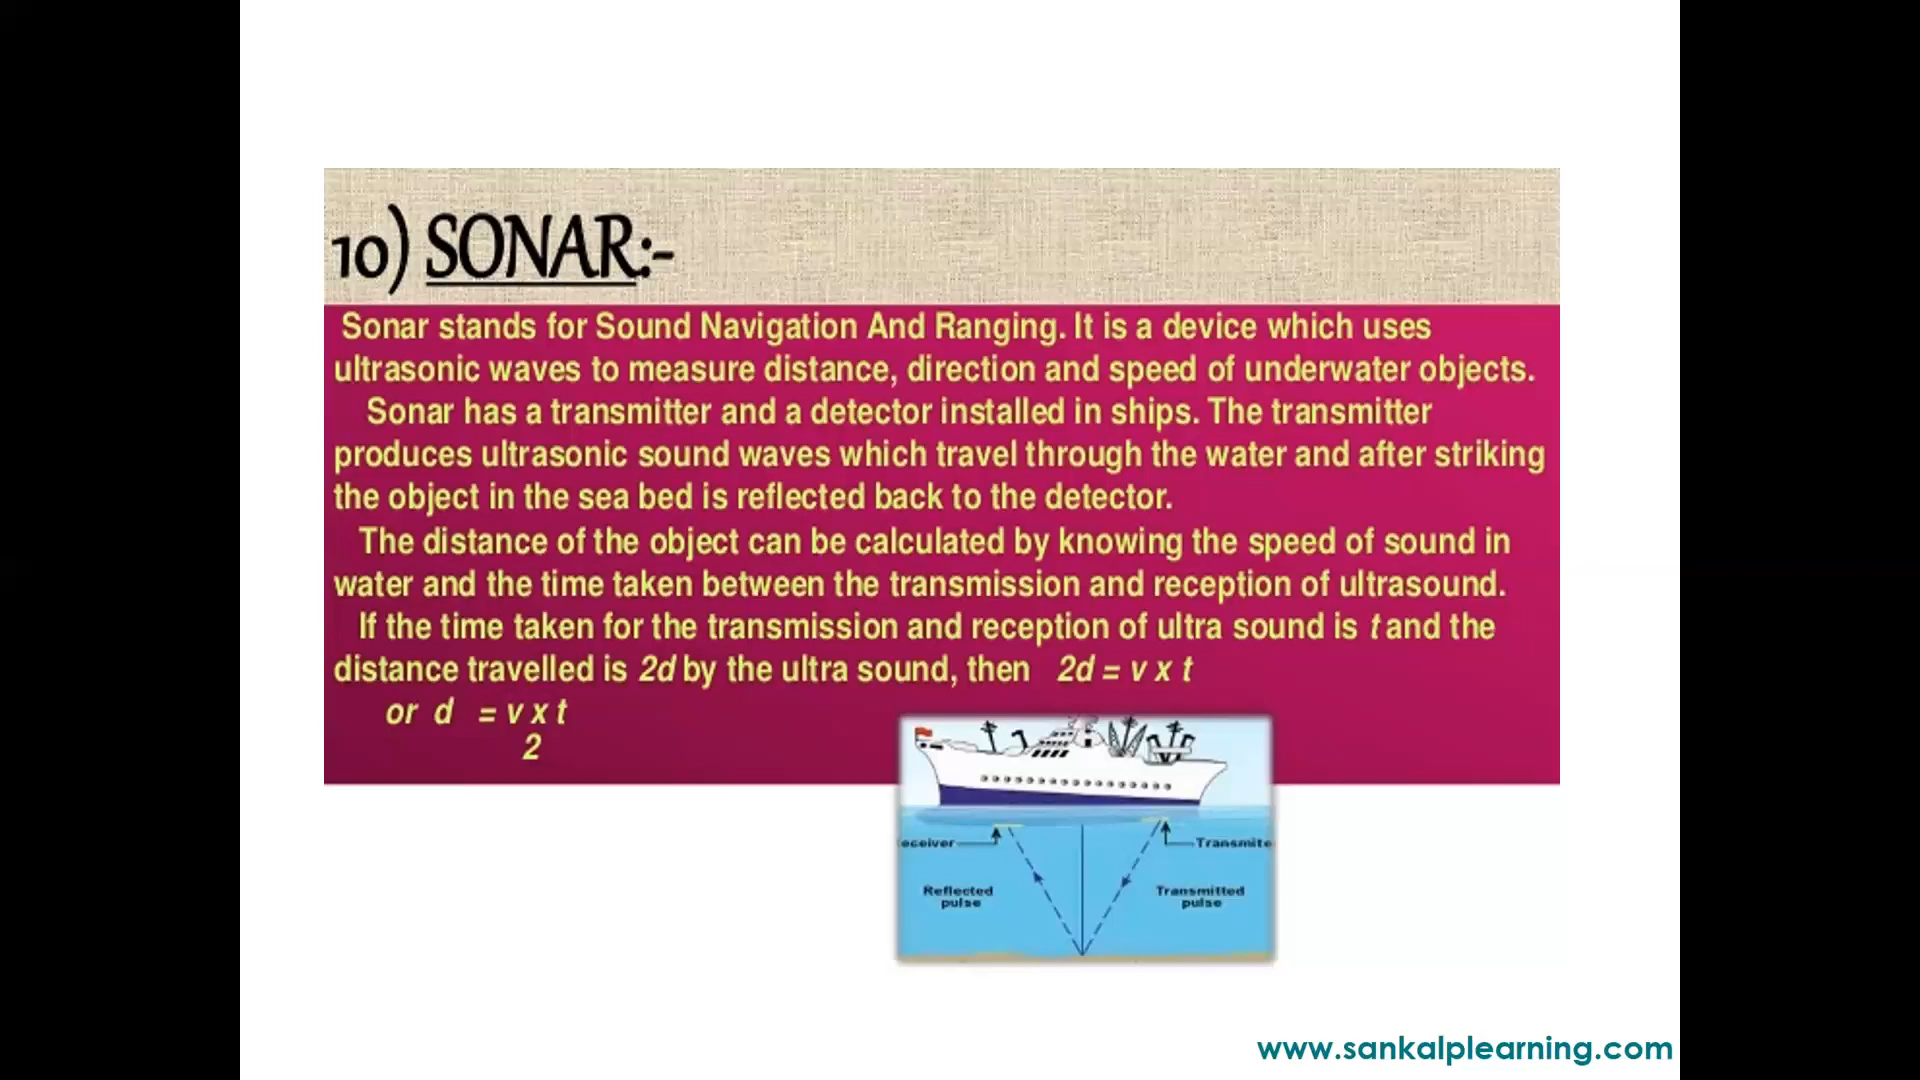 10) SONAR:-
Sonar stands for Sound Navigation And Ranging. It is a device which uses
ultrasonic waves to measure distance, direction and speed of underwater objects.
Sonar has a transmitter and a detector installed in ships. The transmitter
produces ultrasonic sound waves which travel through the water and after striking
the object in the sea bed is reflected back to the detector.
The distance of the object can be calculated by knowing the speed of sound in
water and the time taken between the transmission and reception of ultrasound.
If the time taken for the transmission and reception of ultra sound is t and the
distance travelled is 2d by the ultra sound, then 2d = v x t
or d = v x t
2
eceiver
Transmite
Reflected
pulse
Transmitted
pulse
www.sankalplearning.com